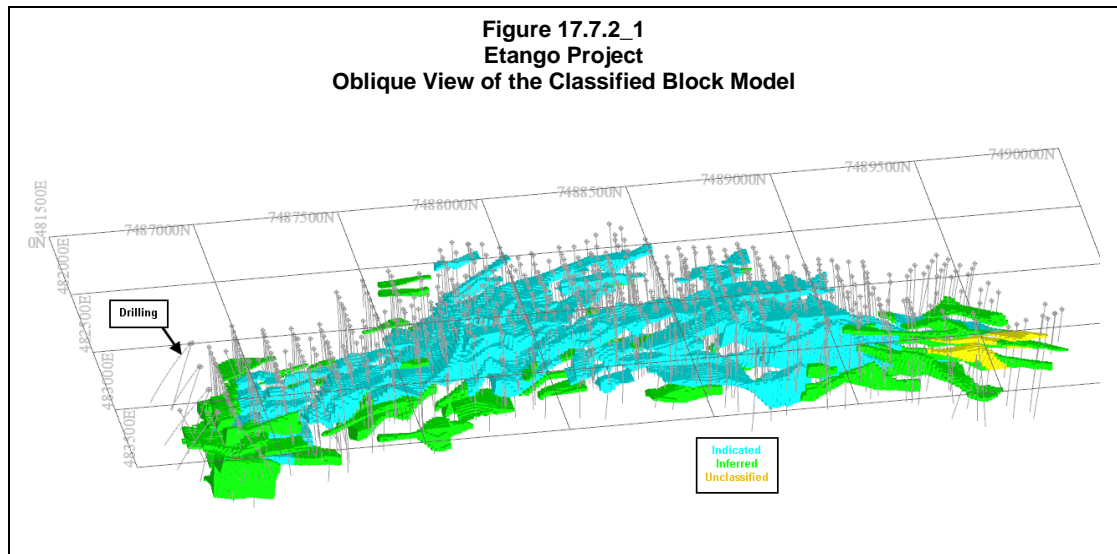 Figure 17.7.2_1
Etango Project
Oblique View of the Classified Block Model
7490000N
7489500N
7489000N
7488500N
7488000N
7487500N
7487000N
481500E
482000E
482500E
483000E
483500E
Drilling
Indicated
Inferred
Unclassified